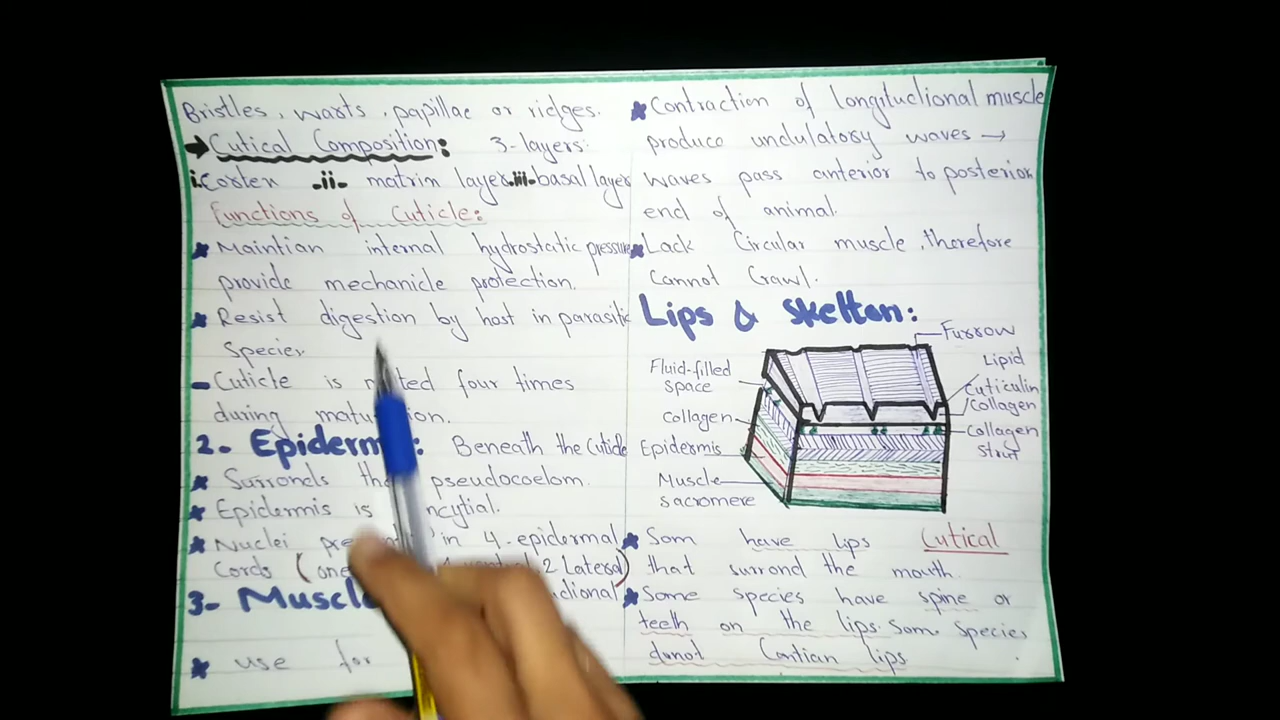 Bristles, warts, papillae or ridges.
→ Cutical Composition: 3-layers:
i. Cortex -ii- matrix layer -iii- basal layer
Functions of Cuticle:
* Maintian internal hydrostatic pressure
provide mechanicle protection.
* Resist digestion by host in parasitic
Species.
- Cuticle is four times
during
2- Epidermis: Beneath the Cuticle
* Surronds the pseudocoelom.
* Epidermis is
* Nuclei in 4-epidermal
Cords (one 2 Lateral)
3- Muscle
* use for
* Contraction of longitudional muscle
produce undulatory waves →
waves pass anterior to posterior
end of animal.
* Lack Circular muscle, therefore
Cannot Crawl.
Lips & Skelton:
Furrow
Lipid
Cuticulin
Collagen
Collagen
strut
Fluid-filled
space
Collagen
Epidermis
Muscle
sacromere
* Som have lips Cutical
that surrond the mouth.
* Some species have spine or
teeth on the lips. Som Species
donot Contian lips